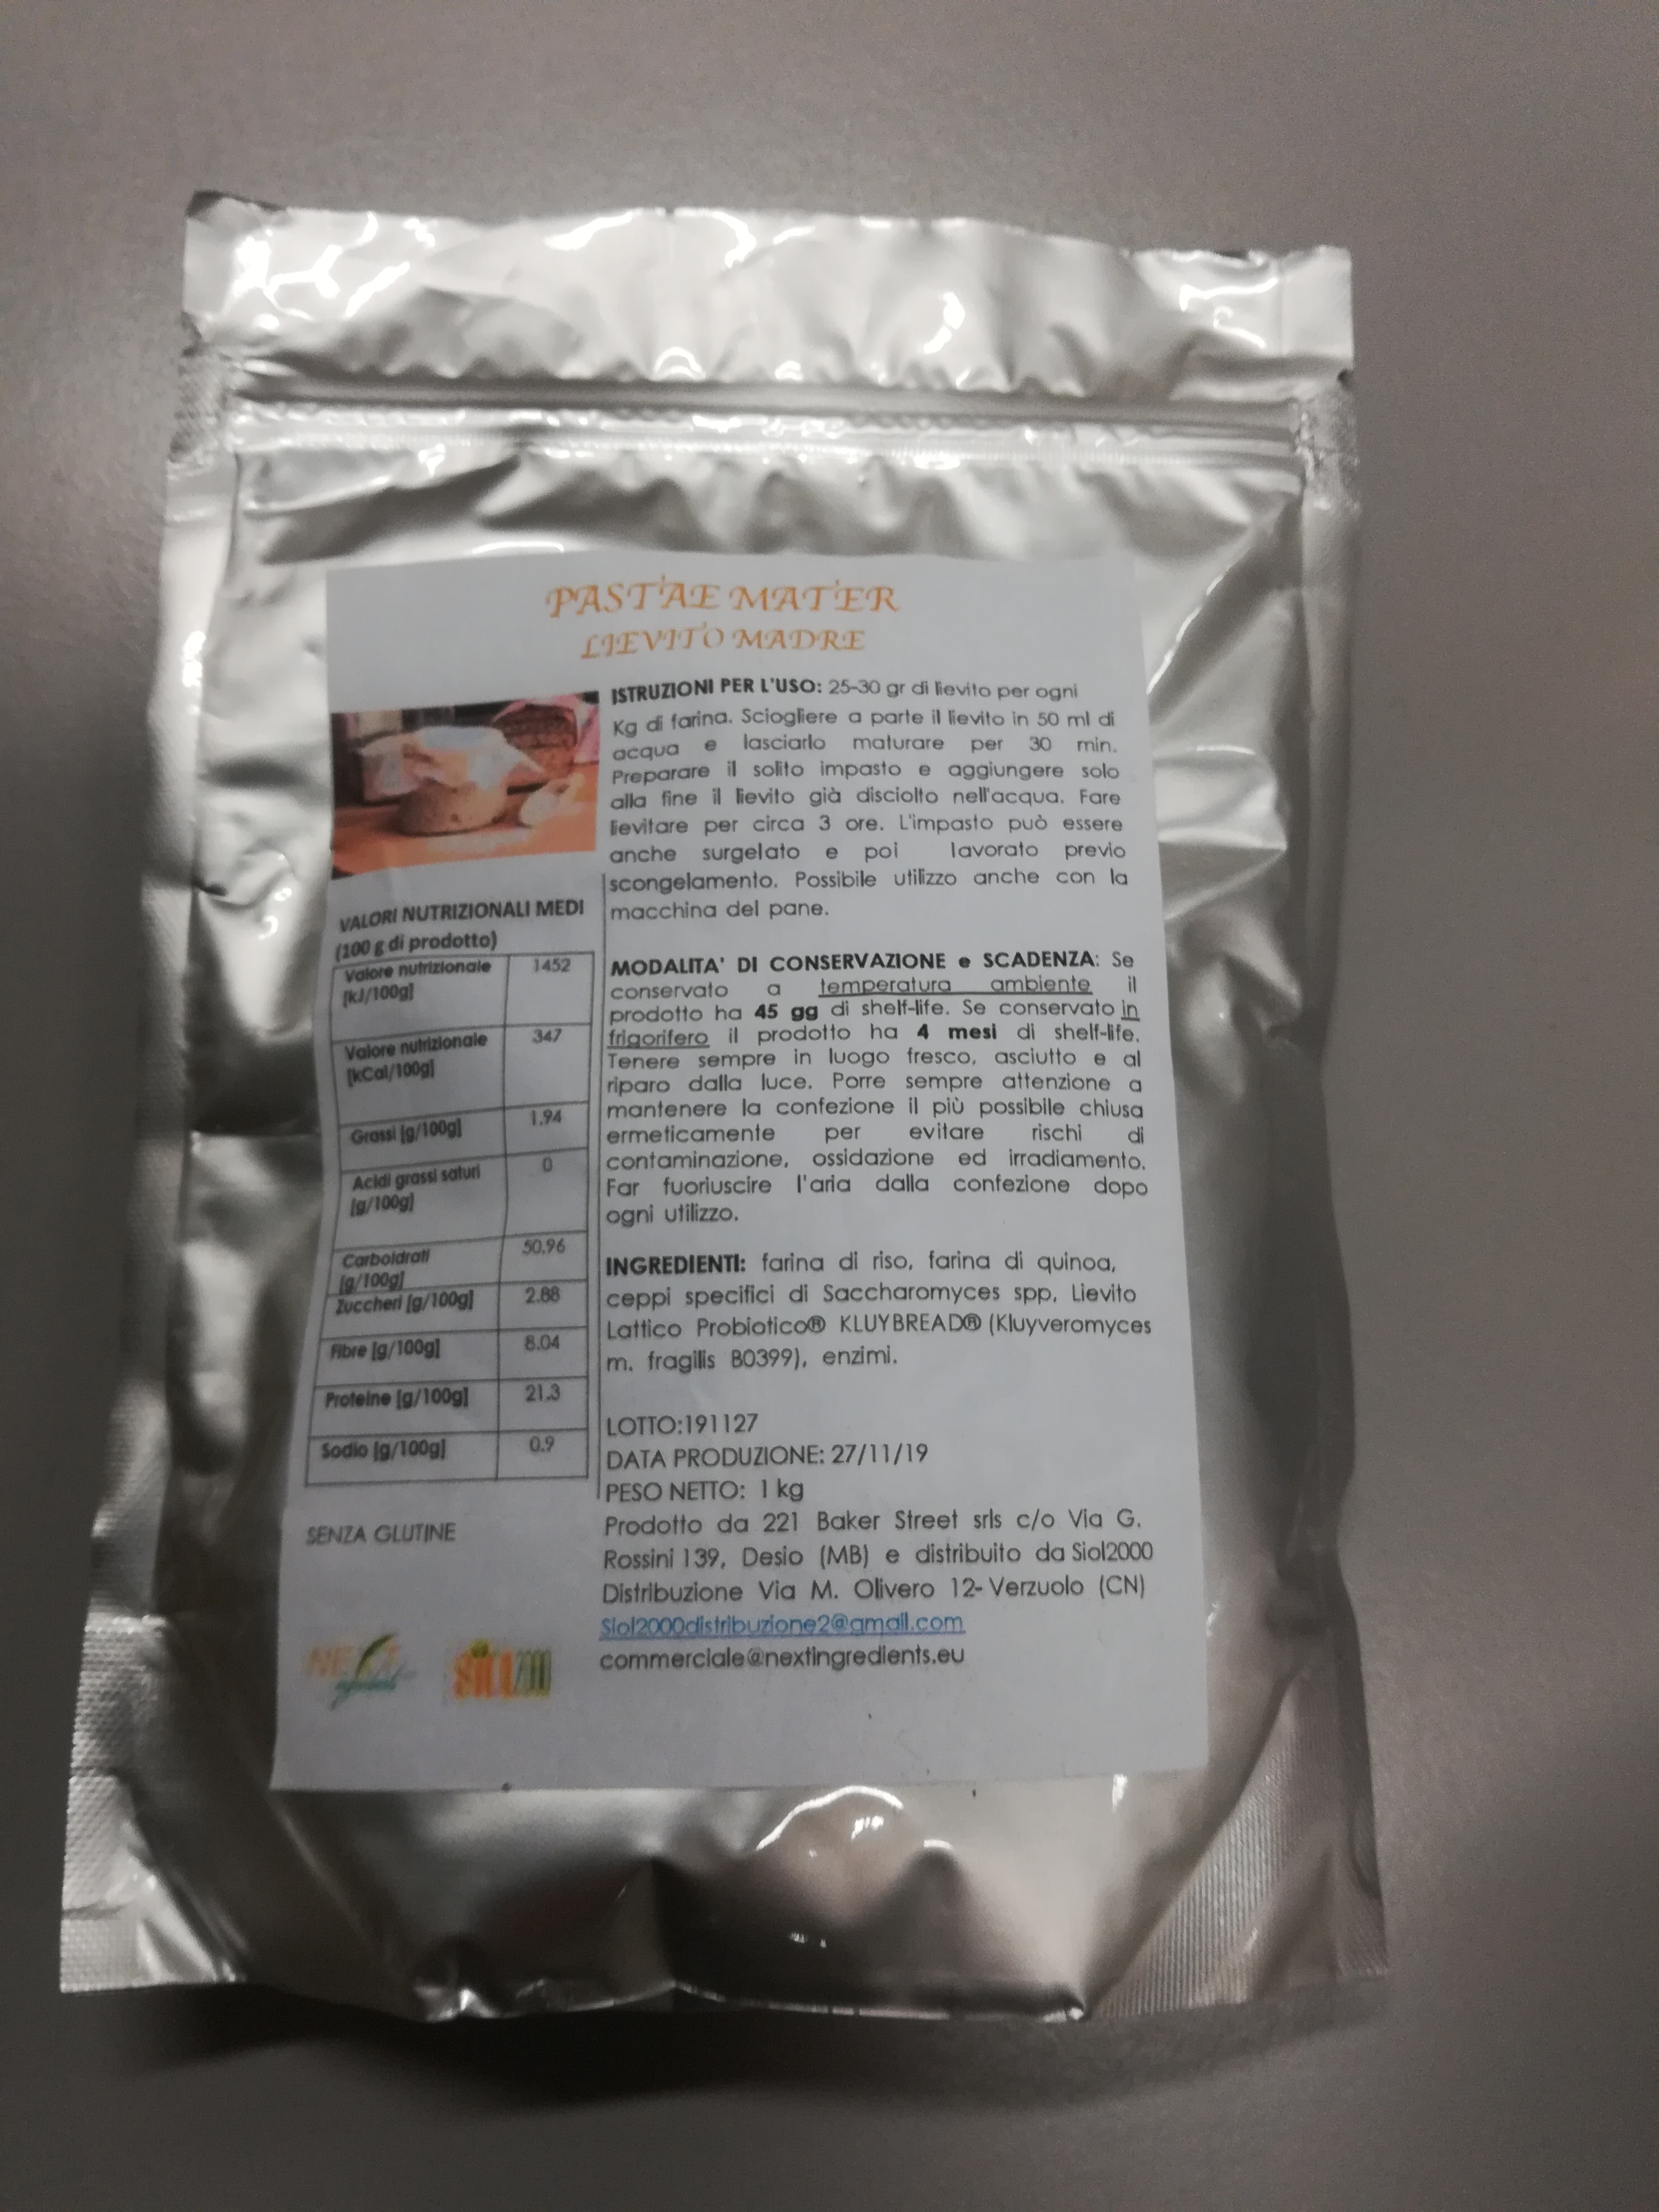 PASTAE MATER
LIEVITO MADRE
ISTRUZIONI PER L'USO: 25-30 gr di lievito per ogni
Kg di farina. Sciogliere a parte il lievito in 50 ml di
acqua e lasciarlo maturare per 30 min.
Preparare il solito impasto e aggiungere solo
alla fine il lievito già disciolto nell'acqua. Fare
lievitare per circa 3 ore. L'impasto può essere
anche surgelato e poi lavorato previo
scongelamento. Possibile utilizzo anche con la
macchina del pane.
MODALITA' DI CONSERVAZIONE e SCADENZA: Se
conservato a temperatura ambiente il
prodotto ha 45 gg di shelf-life. Se conservato in
frigorifero il prodotto ha 4 mesi di shelf-life.
Tenere sempre in luogo fresco, asciutto e al
riparo dalla luce. Porre sempre attenzione a
mantenere la confezione il più possibile chiusa
ermeticamente per evitare rischi di
contaminazione, ossidazione ed irradiamento.
Far fuoriuscire l'aria dalla confezione dopo
ogni utilizzo.
INGREDIENTI: farina di riso, farina di quinoa,
ceppi specifici di Saccharomyces spp, Lievito
Lattico Probiotico® KLUYBREAD® (Kluyveromyces
m. fragilis B0399), enzimi.
LOTTO:191127
DATA PRODUZIONE: 27/11/19
PESO NETTO: 1 kg
Prodotto da 221 Baker Street srls c/o Via G.
Rossini 139, Desio (MB) e distribuito da Siol2000
Distribuzione Via M. Olivero 12- Verzuolo (CN)
Siol2000distribuzione2@gmail.com
commerciale@nextingredients.eu
VALORI NUTRIZIONALI MEDI
(100 g di prodotto)
Valore nutrizionale 1452
[kJ/100g]
Valore nutrizionale 347
[kCal/100g]
Grassi [g/100g] 1.94
Acidi grassi saturi 0
[g/100g]
Carboidrati 50.96
[g/100g]
Zuccheri [g/100g] 2.88
Fibre [g/100g] 8.04
Proteine [g/100g] 21.3
Sodio [g/100g] 0.9
SENZA GLUTINE